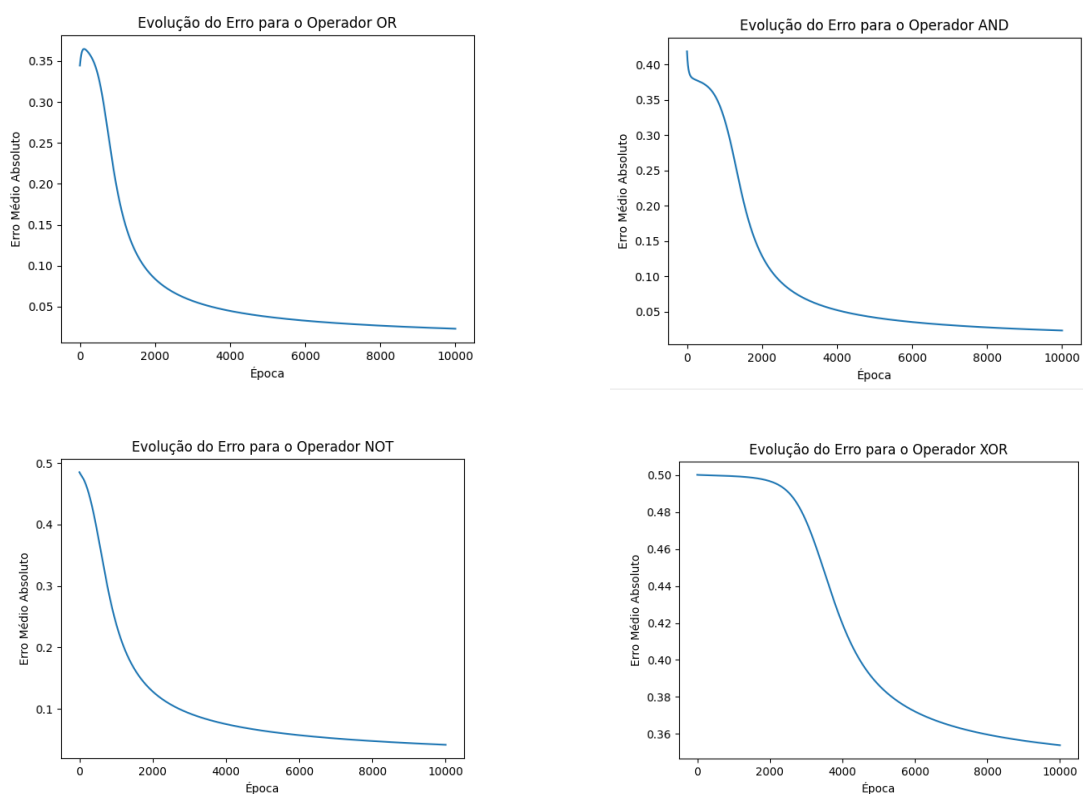 Evolução do Erro para o Operador OR
Erro Médio Absoluto
0.35
0.30
0.25
0.20
0.15
0.10
0.05
0 2000 4000 6000 8000 10000
Época
Evolução do Erro para o Operador AND
Erro Médio Absoluto
0.40
0.35
0.30
0.25
0.20
0.15
0.10
0.05
0 2000 4000 6000 8000 10000
Época
Evolução do Erro para o Operador NOT
Erro Médio Absoluto
0.5
0.4
0.3
0.2
0.1
0 2000 4000 6000 8000 10000
Época
Evolução do Erro para o Operador XOR
Erro Médio Absoluto
0.50
0.48
0.46
0.44
0.42
0.40
0.38
0.36
0 2000 4000 6000 8000 10000
Época